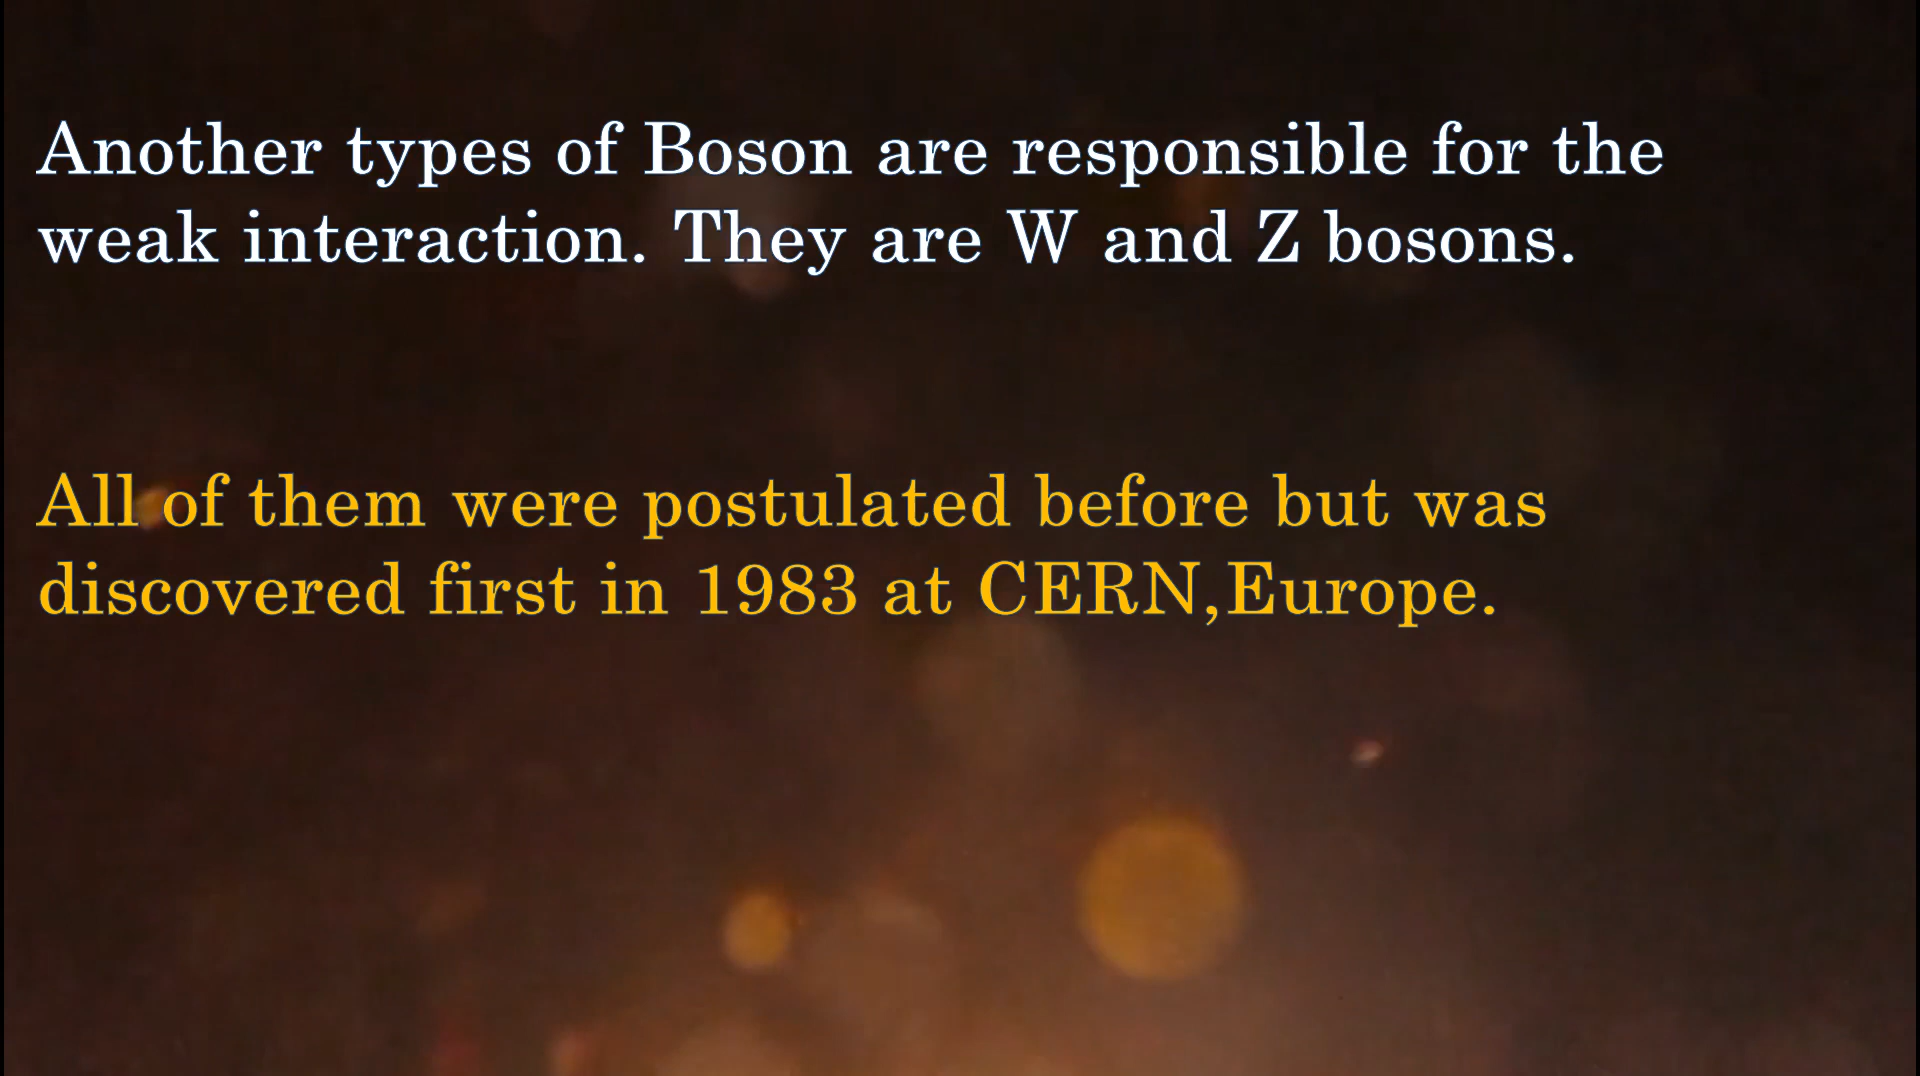 Another types of Boson are responsible for the
weak interaction. They are W and Z bosons.
All of them were postulated before but was
discovered first in 1983 at CERN,Europe.